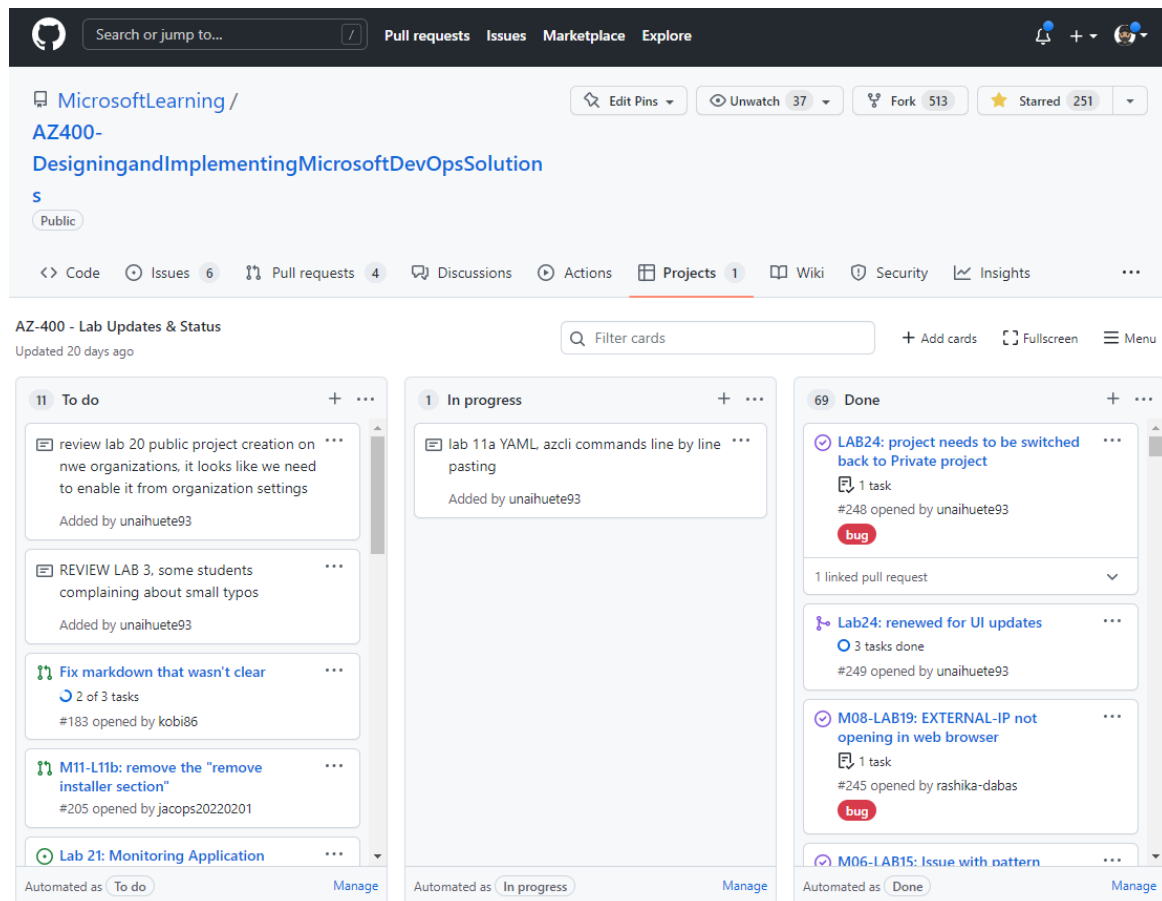 Search or jump to... /
Pull requests Issues Marketplace Explore
MicrosoftLearning /
AZ400-
DesigningandImplementingMicrosoftDevOpsSolution
s
Public
Edit Pins
Unwatch 37
Fork 513
Starred 251
Code
Issues 6
Pull requests 4
Discussions
Actions
Projects 1
Wiki
Security
Insights
AZ-400 - Lab Updates & Status
Updated 20 days ago
Filter cards
Add cards
Fullscreen
Menu
11 To do
review lab 20 public project creation on
nwe organizations, it looks like we need
to enable it from organization settings
Added by unaihuete93
REVIEW LAB 3, some students
complaining about small typos
Added by unaihuete93
Fix markdown that wasn't clear
2 of 3 tasks
#183 opened by kobi86
M11-L11b: remove the "remove
installer section"
#205 opened by jacops20220201
Lab 21: Monitoring Application
Automated as To do
Manage
1 In progress
lab 11a YAML, azcli commands line by line
pasting
Added by unaihuete93
Automated as In progress
Manage
69 Done
LAB24: project needs to be switched
back to Private project
1 task
#248 opened by unaihuete93
bug
1 linked pull request
Lab24: renewed for UI updates
3 tasks done
#249 opened by unaihuete93
M08-LAB19: EXTERNAL-IP not
opening in web browser
1 task
#245 opened by rashika-dabas
bug
M06-LAB15: Issue with pattern
Automated as Done
Manage